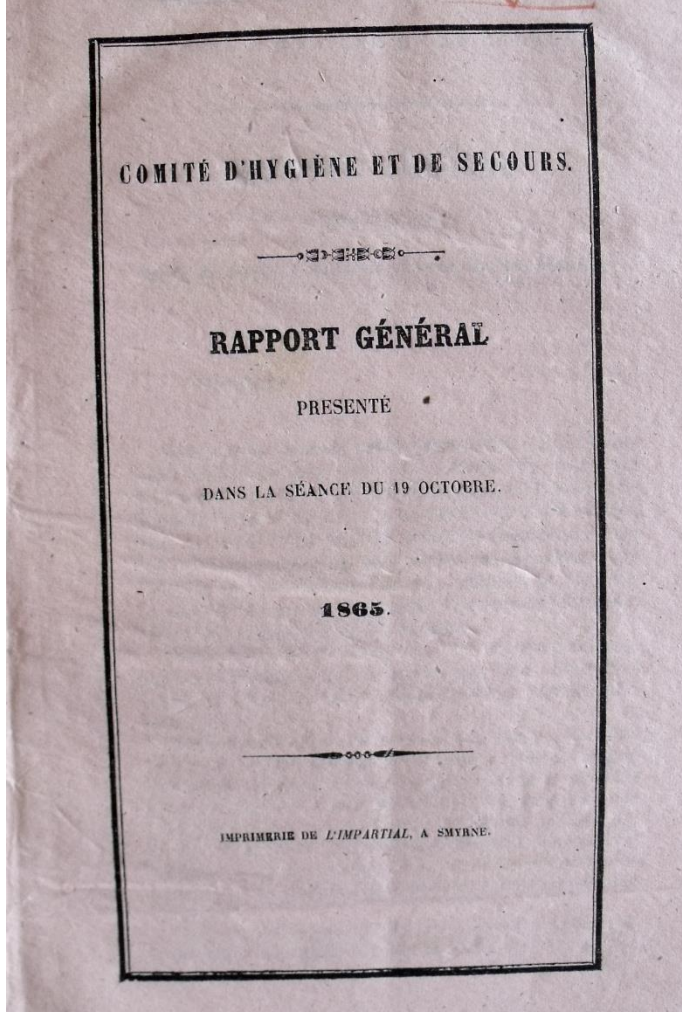 COMITÉ D'HYGIÈNE ET DE SECOURS.
RAPPORT GÉNÉRAL
PRESENTÉ
DANS LA SÉANCE DU 19 OCTOBRE.
1865.
IMPRIMERIE DE L'IMPARTIAL, A SMYRNE.